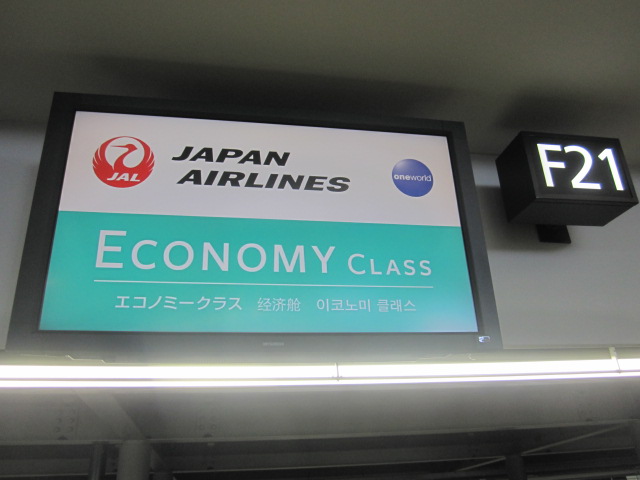 JAL
JAPAN
AIRLINES
oneworld
ECONOMY CLASS
エコノミークラス 经济舱 이코노미 클래스
F21